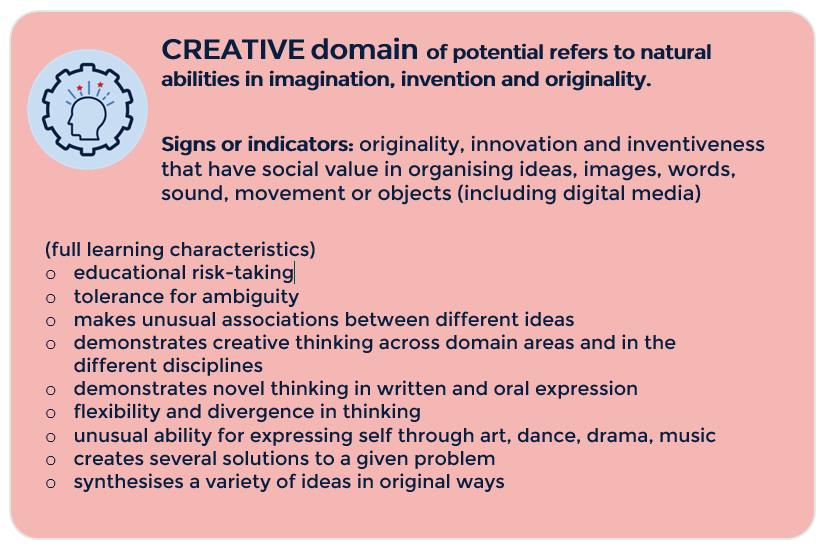 CREATIVE domain of potential refers to natural
abilities in imagination, invention and originality.
Signs or indicators: originality, innovation and inventiveness
that have social value in organising ideas, images, words,
sound, movement or objects (including digital media)
(full learning characteristics)
o educational risk-taking
o tolerance for ambiguity
o makes unusual associations between different ideas
o demonstrates creative thinking across domain areas and in the
different disciplines
o demonstrates novel thinking in written and oral expression
o flexibility and divergence in thinking
o unusual ability for expressing self through art, dance, drama, music
o creates several solutions to a given problem
o synthesises a variety of ideas in original ways